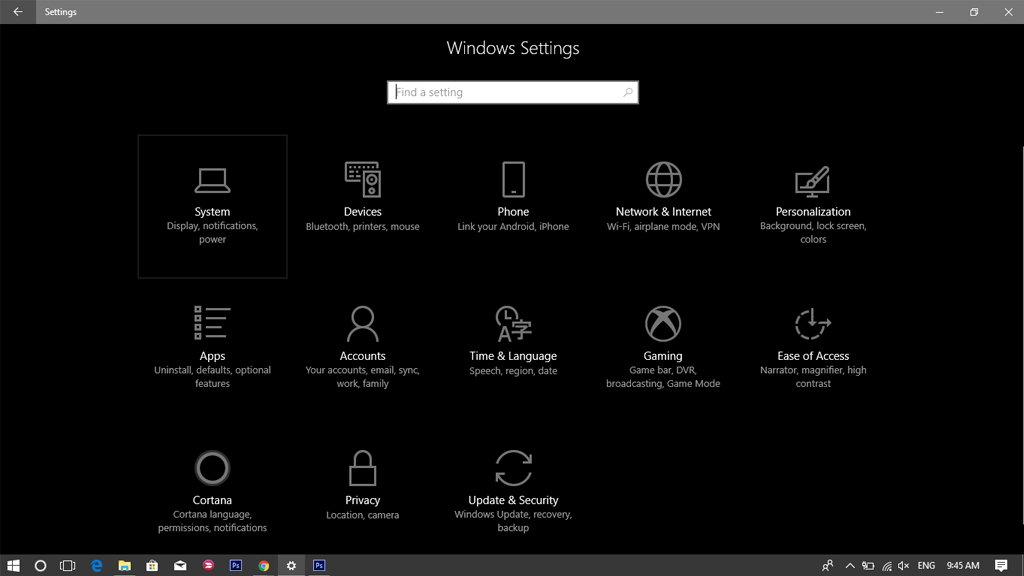 Settings
Windows Settings
Find a setting
System
Display, notifications,
power
Devices
Bluetooth, printers, mouse
Phone
Link your Android, iPhone
Network & Internet
Wi-Fi, airplane mode, VPN
Personalization
Background, lock screen,
colors
Apps
Uninstall, defaults, optional
features
Accounts
Your accounts, email, sync,
work, family
A字
Time & Language
Speech, region, date
Gaming
Game bar, DVR,
broadcasting, Game Mode
Ease of Access
Narrator, magnifier, high
contrast
Cortana
Cortana language,
permissions, notifications
Privacy
Location, camera
Update & Security
Windows Update, recovery,
backup
Ps
Ps
ENG
9:45 AM